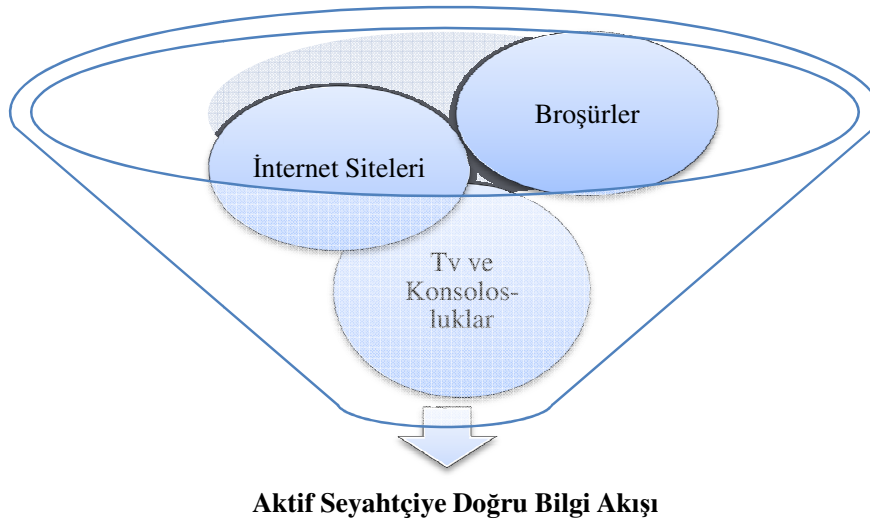 Broşürler
İnternet Siteleri
Tv ve
Konsolos-
luklar
Aktif Seyahtçiye Doğru Bilgi Akışı